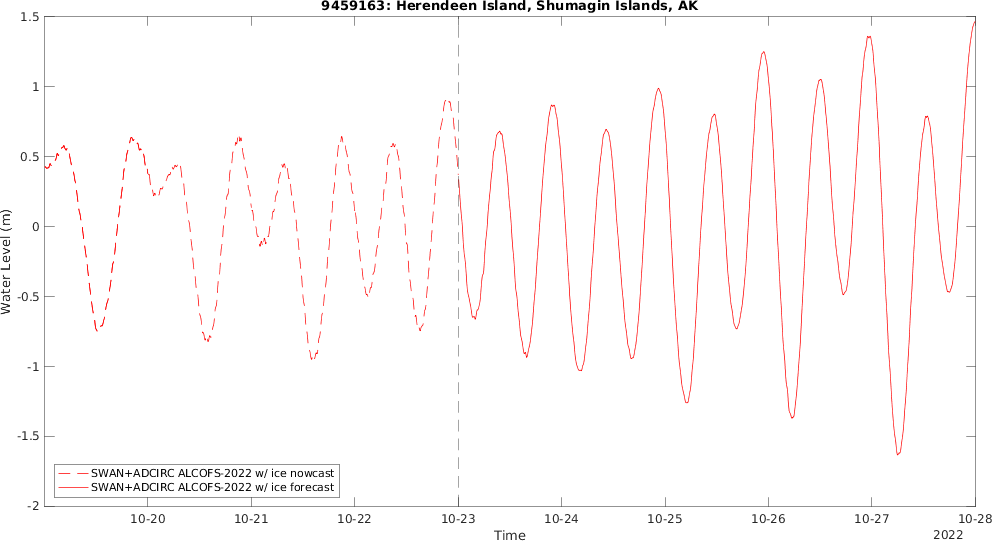 9459163: Herendeen Island, Shumagin Islands, AK
1.5
1
0.5
0
-0.5
-1
-1.5
-2
Water Level (m)
SWAN+ADCIRC ALCOFS-2022 w/ ice nowcast
SWAN+ADCIRC ALCOFS-2022 w/ ice forecast
10-20 10-21 10-22 10-23 10-24 10-25 10-26 10-27 10-28
Time
2022